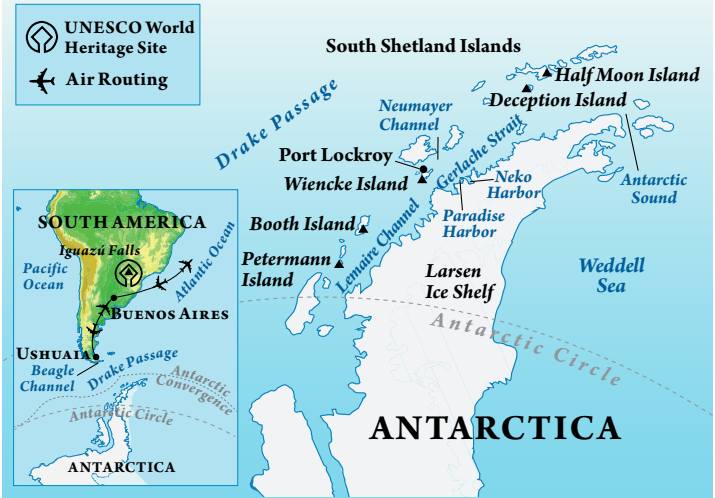 UNESCO World
Heritage Site
Air Routing
South Shetland Islands
Half Moon Island
Deception Island
Drake Passage
Neumayer
Channel
Gerlache Strait
Port Lockroy
Wiencke Island
Neko
Harbor
Antarctic
Sound
Paradise
Harbor
Booth Island
Lemaire Channel
Petermann
Island
Larsen
Ice Shelf
Weddell
Sea
Antarctic Circle
ANTARCTICA
SOUTH AMERICA
Iguazú Falls
Pacific
Ocean
Atlantic Ocean
BUENOS AIRES
USHUAIA
Beagle
Channel
Drake Passage
Antarctic
Convergence
Antarctic Circle
ANTARCTICA